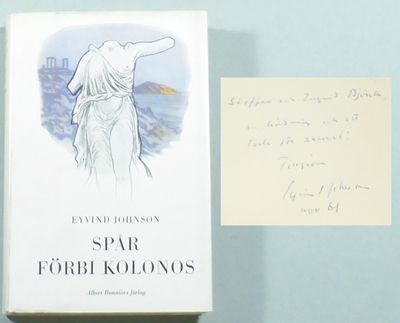 EYVIND JOHNSON
SPÅR
FÖRBI KOLONOS
Albert Bonniers förlag
Staffan och Ingrid Björck,
en hälsning och ett
tack för senast!
Tillgivne
Eyvind Johnson
nov 61